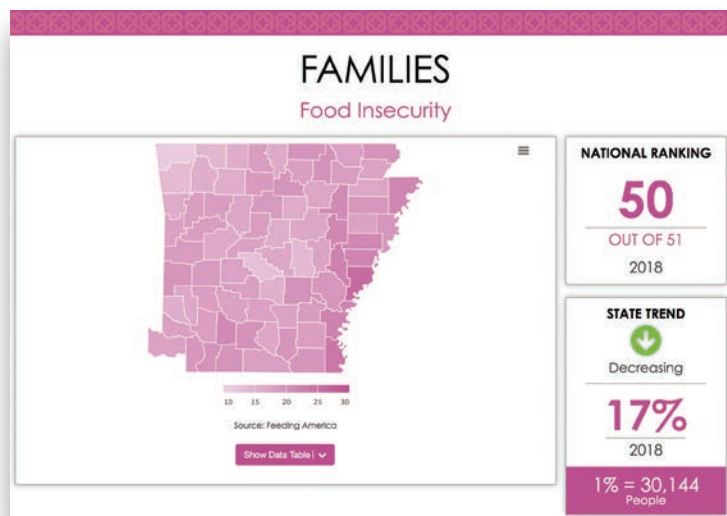 FAMILIES
Food Insecurity
NATIONAL RANKING
50
OUT OF 51
2018
STATE TREND
Decreasing
17%
2018
1% = 30,144
People
10 15 20 25 30
Source: Feeding America
Show Data Table |